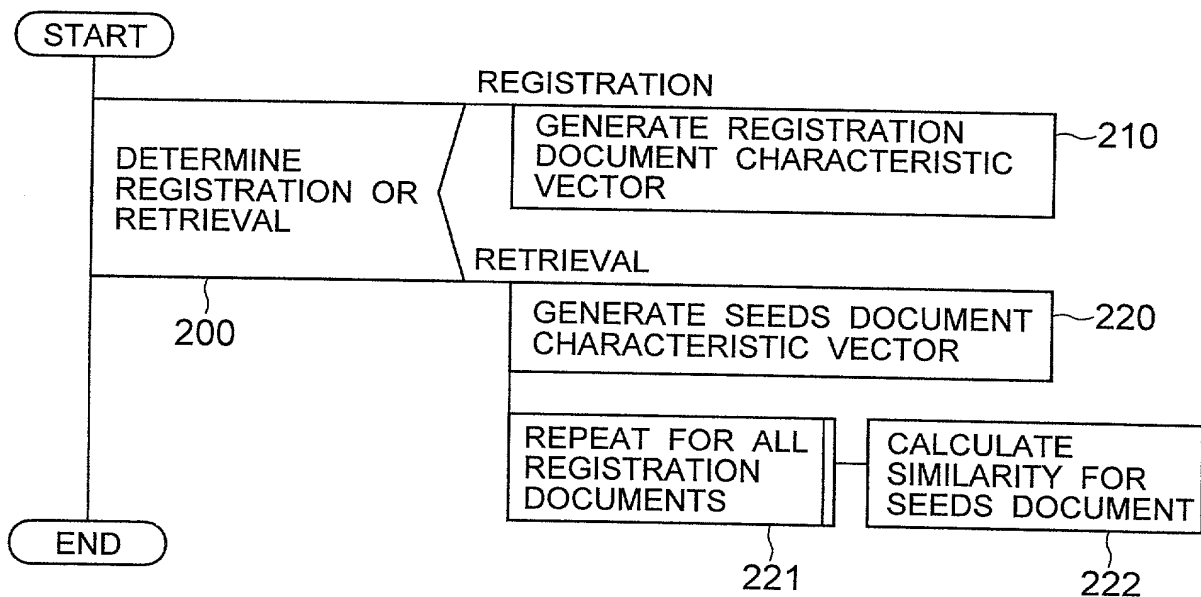 START
REGISTRATION
GENERATE REGISTRATION
DOCUMENT CHARACTERISTIC
VECTOR
210
DETERMINE
REGISTRATION OR
RETRIEVAL
200
RETRIEVAL
GENERATE SEEDS DOCUMENT
CHARACTERISTIC VECTOR
220
REPEAT FOR ALL
REGISTRATION
DOCUMENTS
221
CALCULATE
SIMILARITY FOR
SEEDS DOCUMENT
222
END